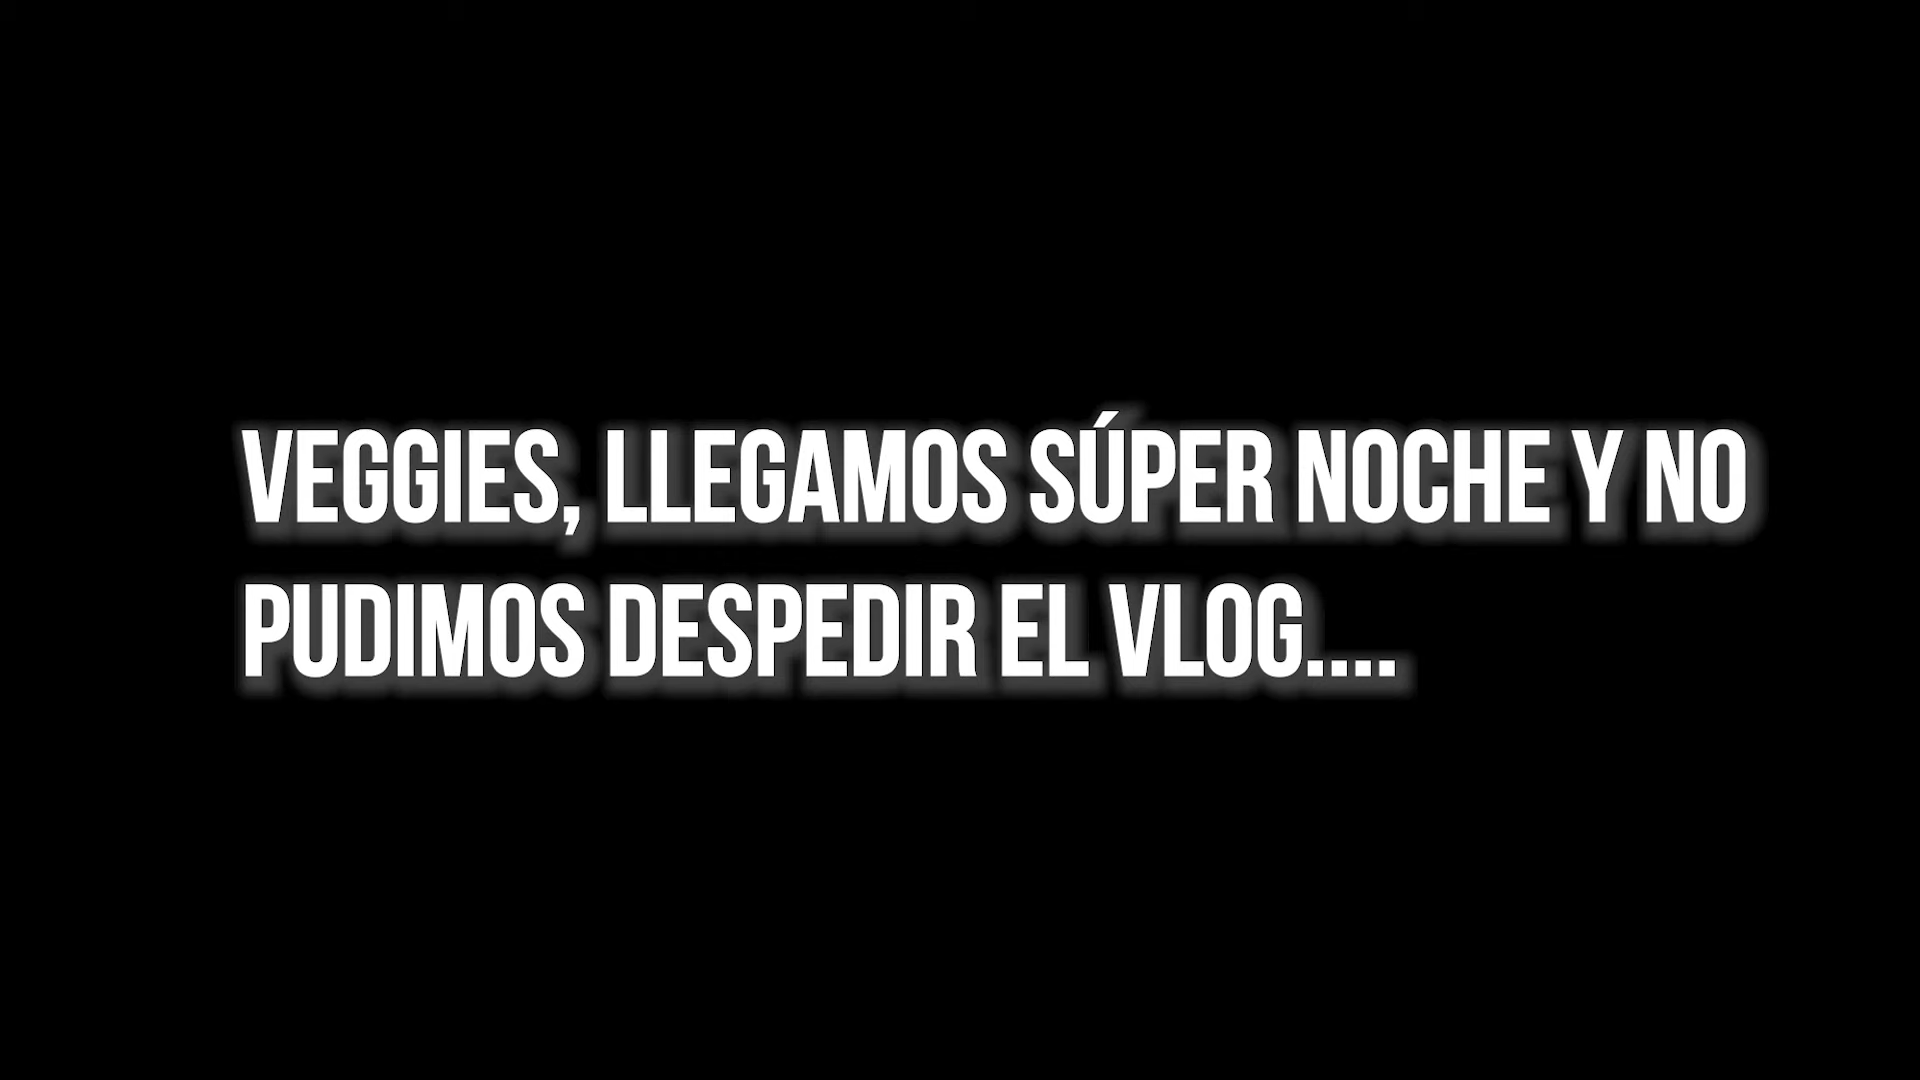 VEGGIES, LLEGAMOS SÚPER NOCHE Y NO
PUDIMOS DESPEDIR EL VLOG....